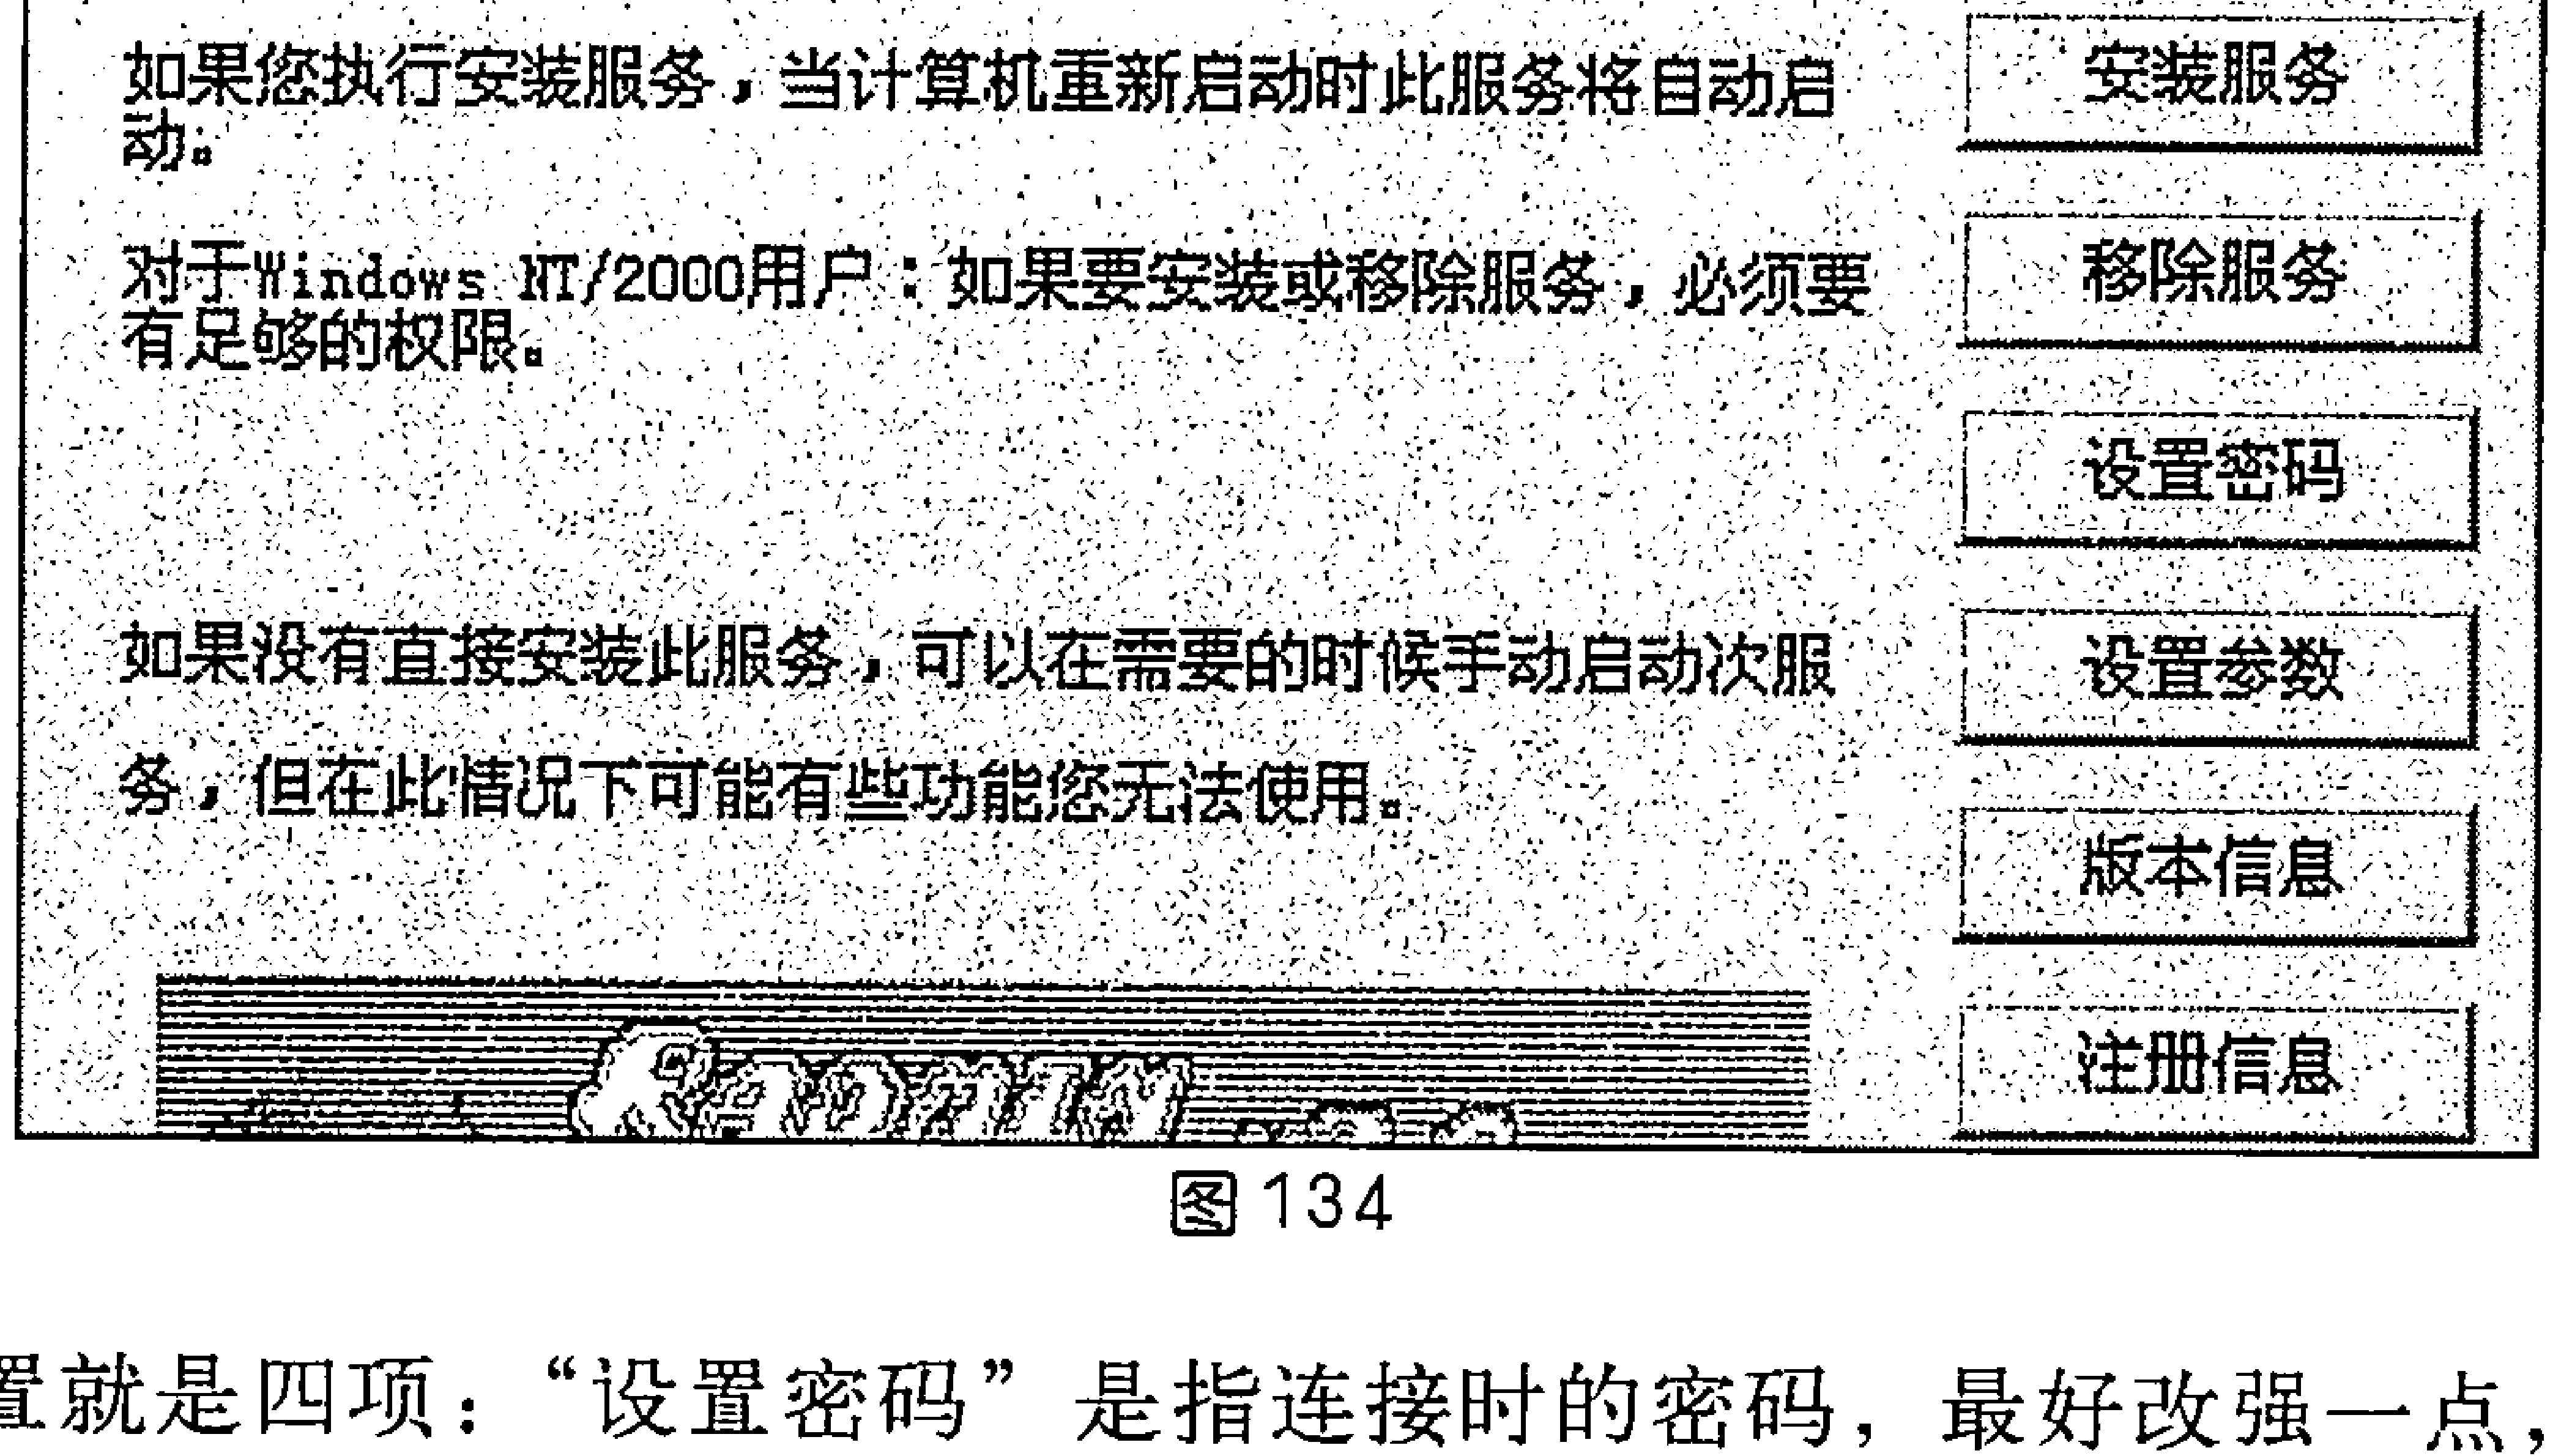 如果您执行安装服务，当计算机重新启动时此服务将自动启
动。
安装服务
对于Windows NT/2000用户：如果要安装或移除服务，必须要
有足够的权限。
移除服务
设置密码
如果没有直接安装此服务，可以在需要的时候手动启动次服
务，但在此情况下可能有些功能您无法使用。
设置参数
版本信息
注册信息
图134
置就是四项：“设置密码”是指连接时的密码，最好改强一点，